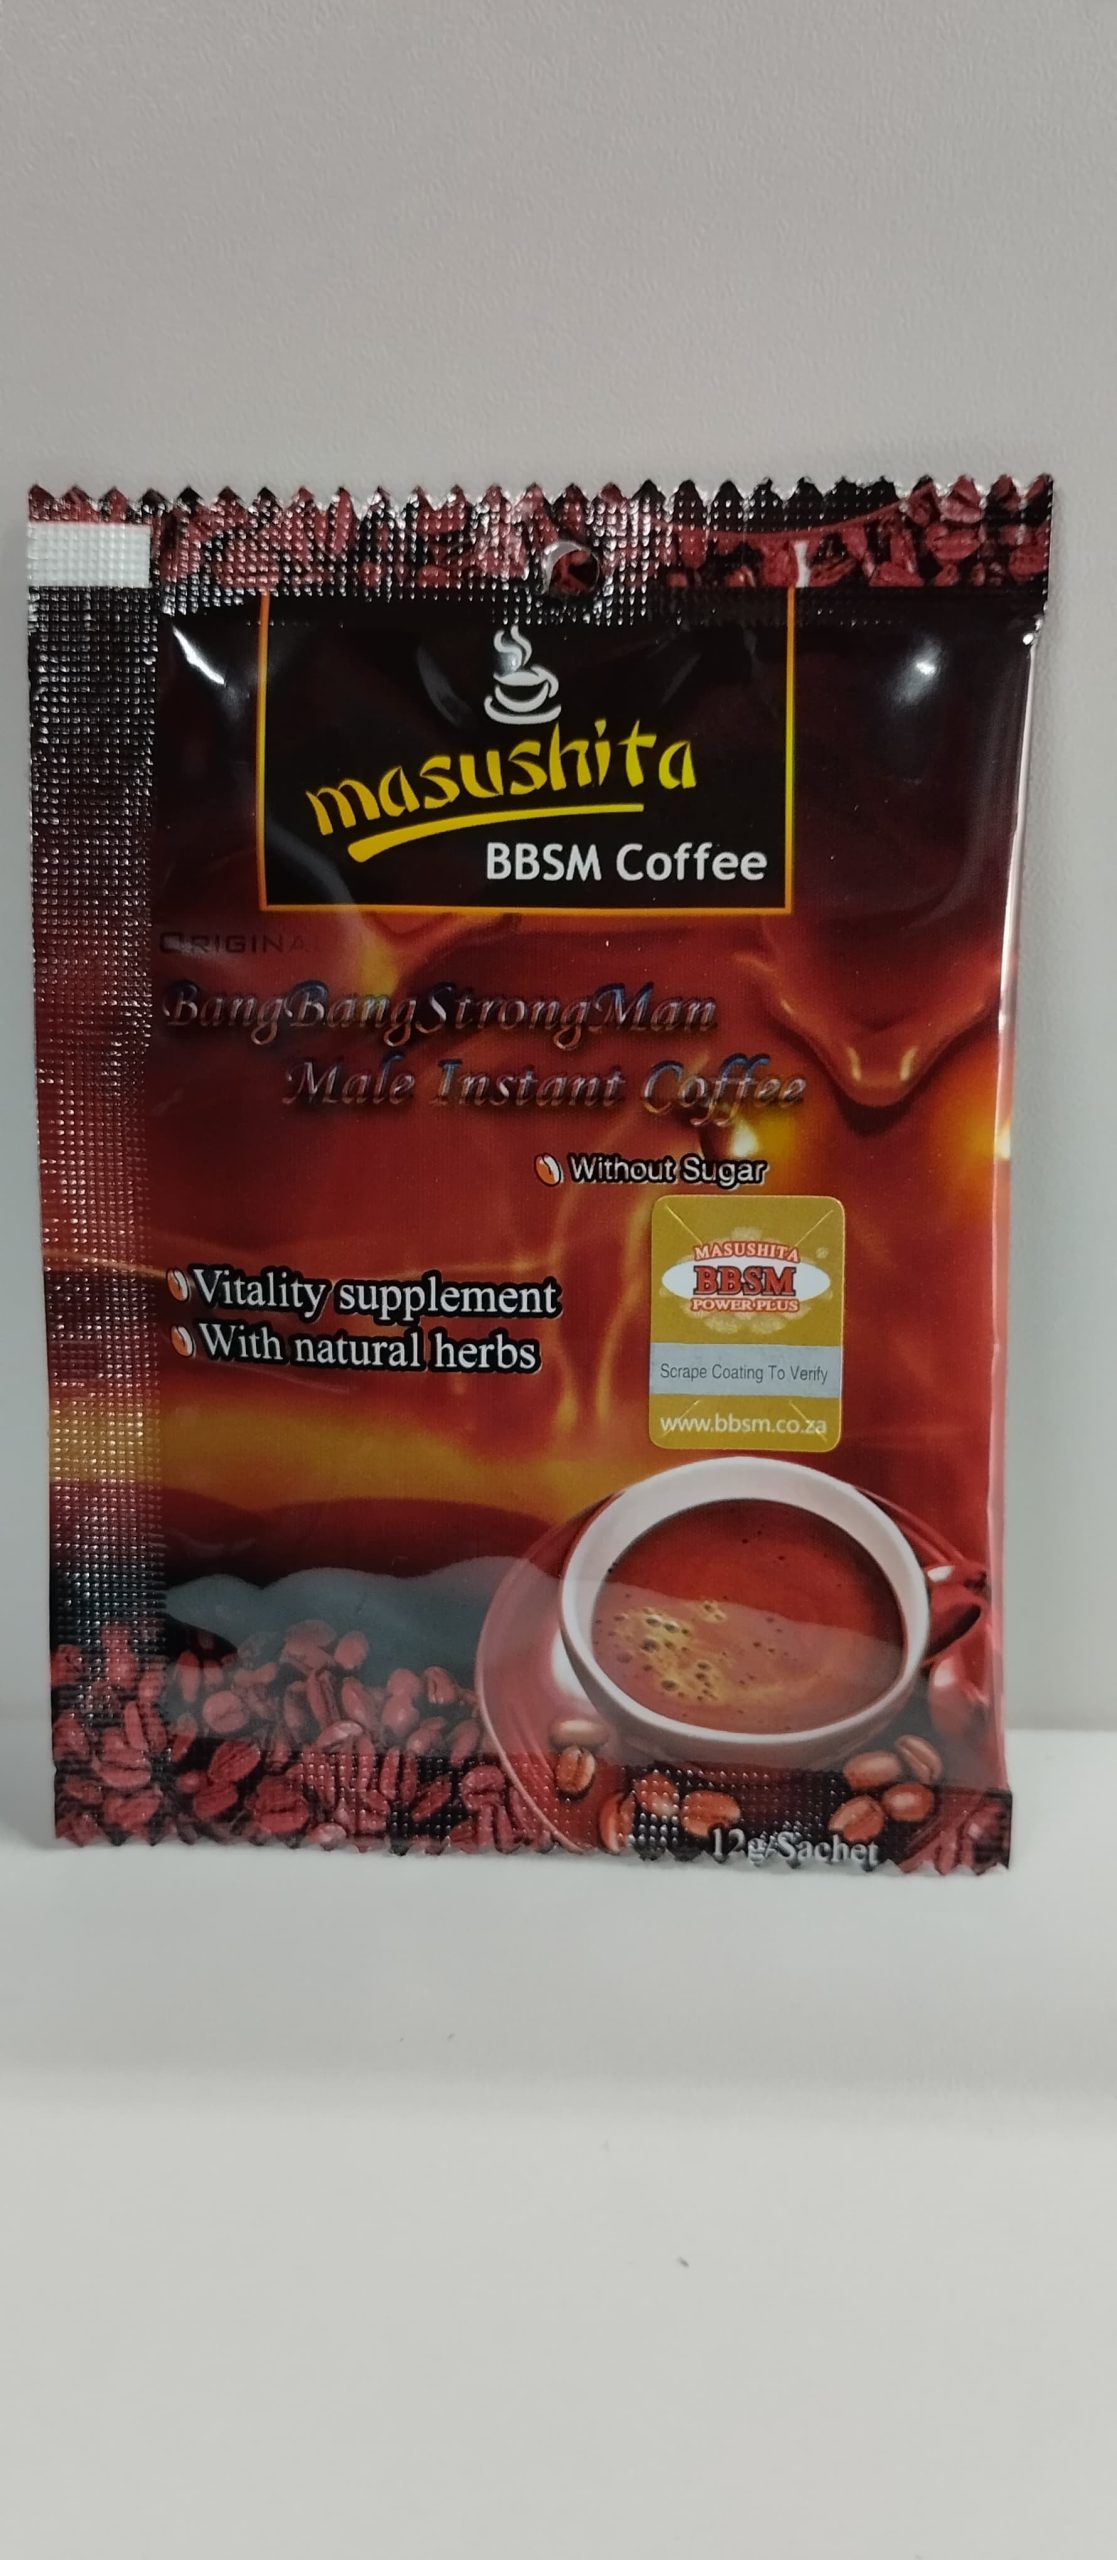 masushita
BBSM Coffee
ORIGINAL
BangBangStrongMan
Male Instant Coffee
Without Sugar
Vitality supplement
With natural herbs
MASUSHITA
BBSM
POWER PLUS
Scrape Coating To Verify
www.bbsm.co.za
12g/Sachet